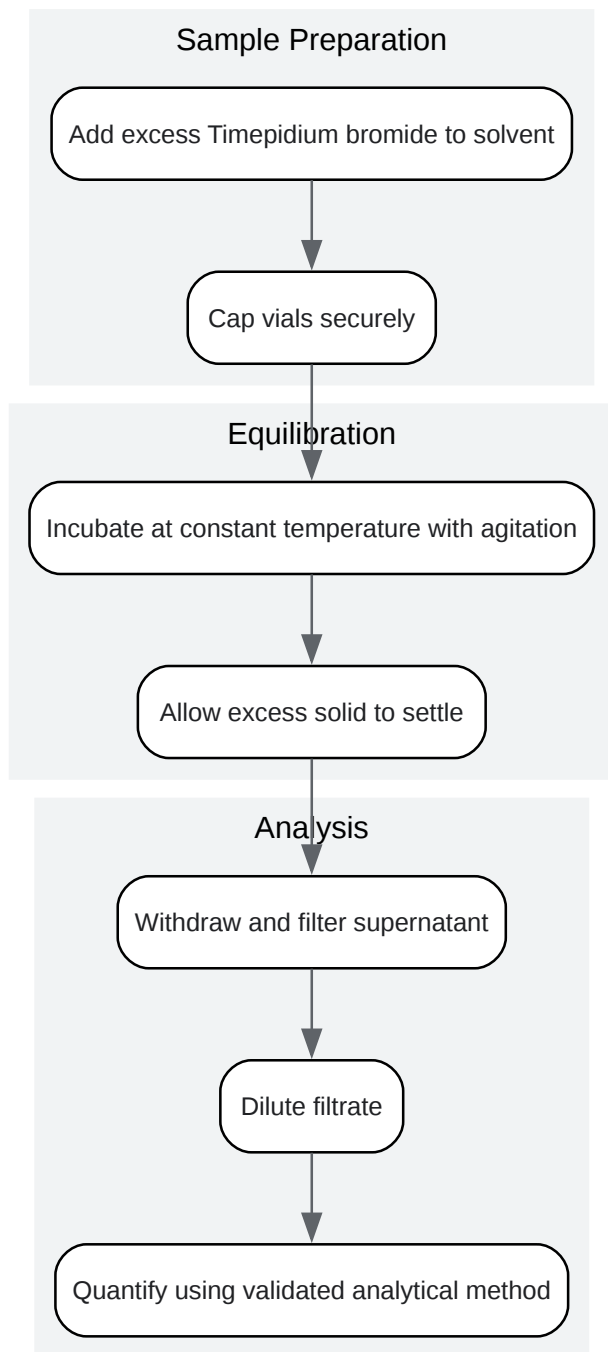 Sample Preparation
Add excess Timepidium bromide to solvent
Cap vials securely
Equilibration
Incubate at constant temperature with agitation
Allow excess solid to settle
Analysis
Withdraw and filter supernatant
Dilute filtrate
Quantify using validated analytical method